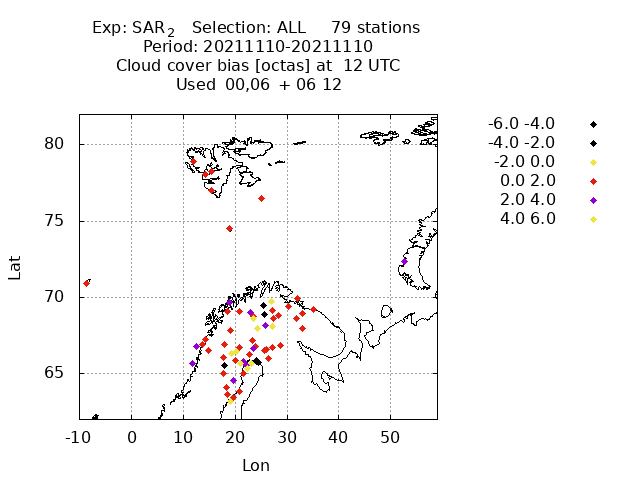 Exp: SAR2 Selection: ALL 79 stations
Period: 20211110-20211110
Cloud cover bias [octas] at 12 UTC
Used 00,06 + 06 12
-6.0 -4.0
-4.0 -2.0
-2.0 0.0
0.0 2.0
2.0 4.0
4.0 6.0
80
75
70
65
Lat
-10 0 10 20 30 40 50
Lon